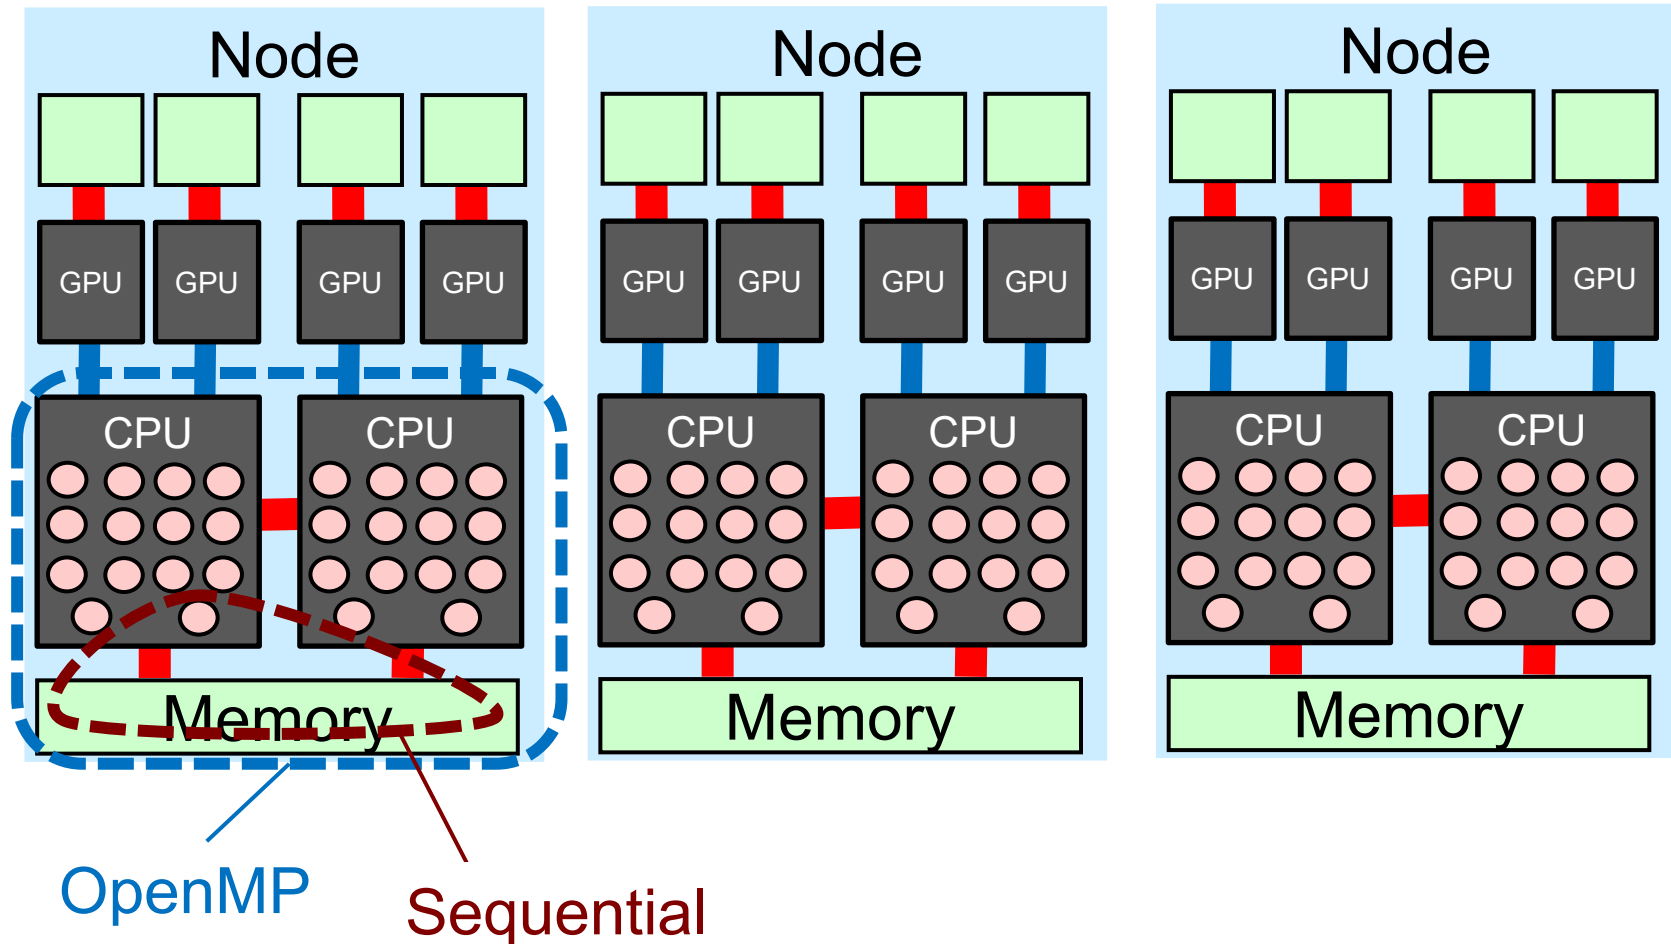 Node Node Node
GPU GPU GPU GPU GPU GPU GPU GPU GPU GPU GPU GPU
CPU CPU CPU CPU CPU CPU
Memory Memory Memory
OpenMP
Sequential